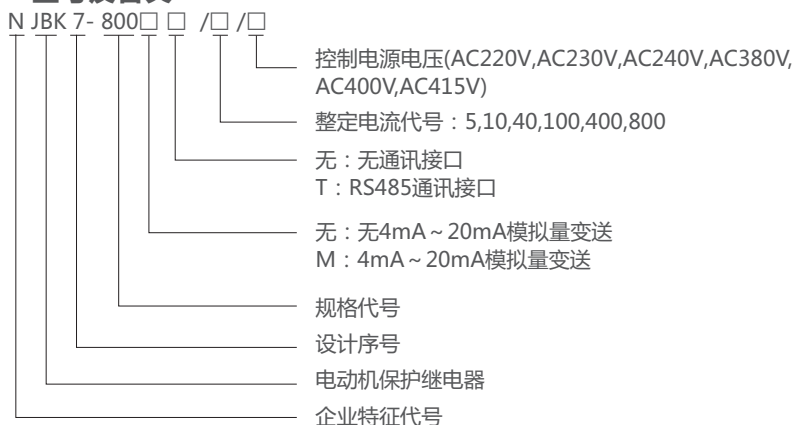 N JBK 7- 800□ □ /□ /□
控制电源电压(AC220V,AC230V,AC240V,AC380V,
AC400V,AC415V)
整定电流代号：5,10,40,100,400,800
无：无通讯接口
T：RS485通讯接口
无：无4mA～20mA模拟量变送
M：4mA～20mA模拟量变送
规格代号
设计序号
电动机保护继电器
企业特征代号